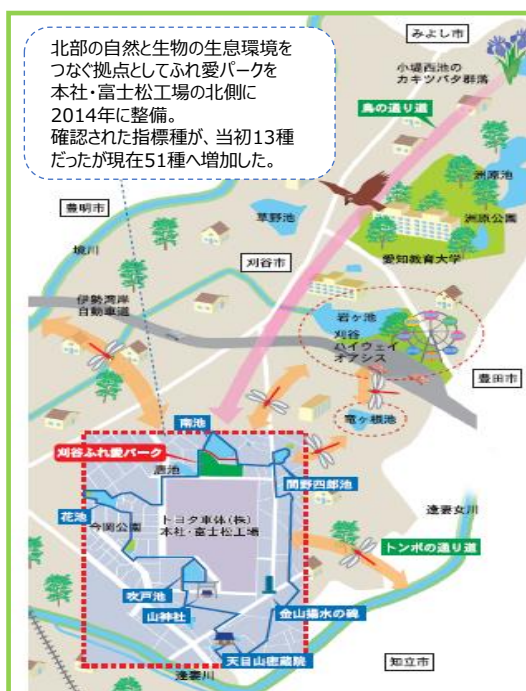 北部の自然と生物の生息環境を
つなぐ拠点としてふれ愛パークを
本社・富士松工場の北側に
2014年に整備。
確認された指標種が、当初13種
だったが現在51種へ増加した。
みよし市
小堤西池の
カキツバタ群落
鳥の通り道
洲原池
洲原公園
豊明市
草野池
境川
愛知教育大学
刈谷市
伊勢湾岸
自動車道
岩ケ池
刈谷
ハイウェイ
オアシス
豊田市
竜ヶ根池
南池
刈谷ふれ愛パーク
唐池
間野四郎池
花池
今岡公園
トヨタ車体(株)
本社・富士松工場
逢妻女川
トンボの通り道
吹戸池
山神社
金山揚水の碑
天目山密蔵院
逢妻川
知立市